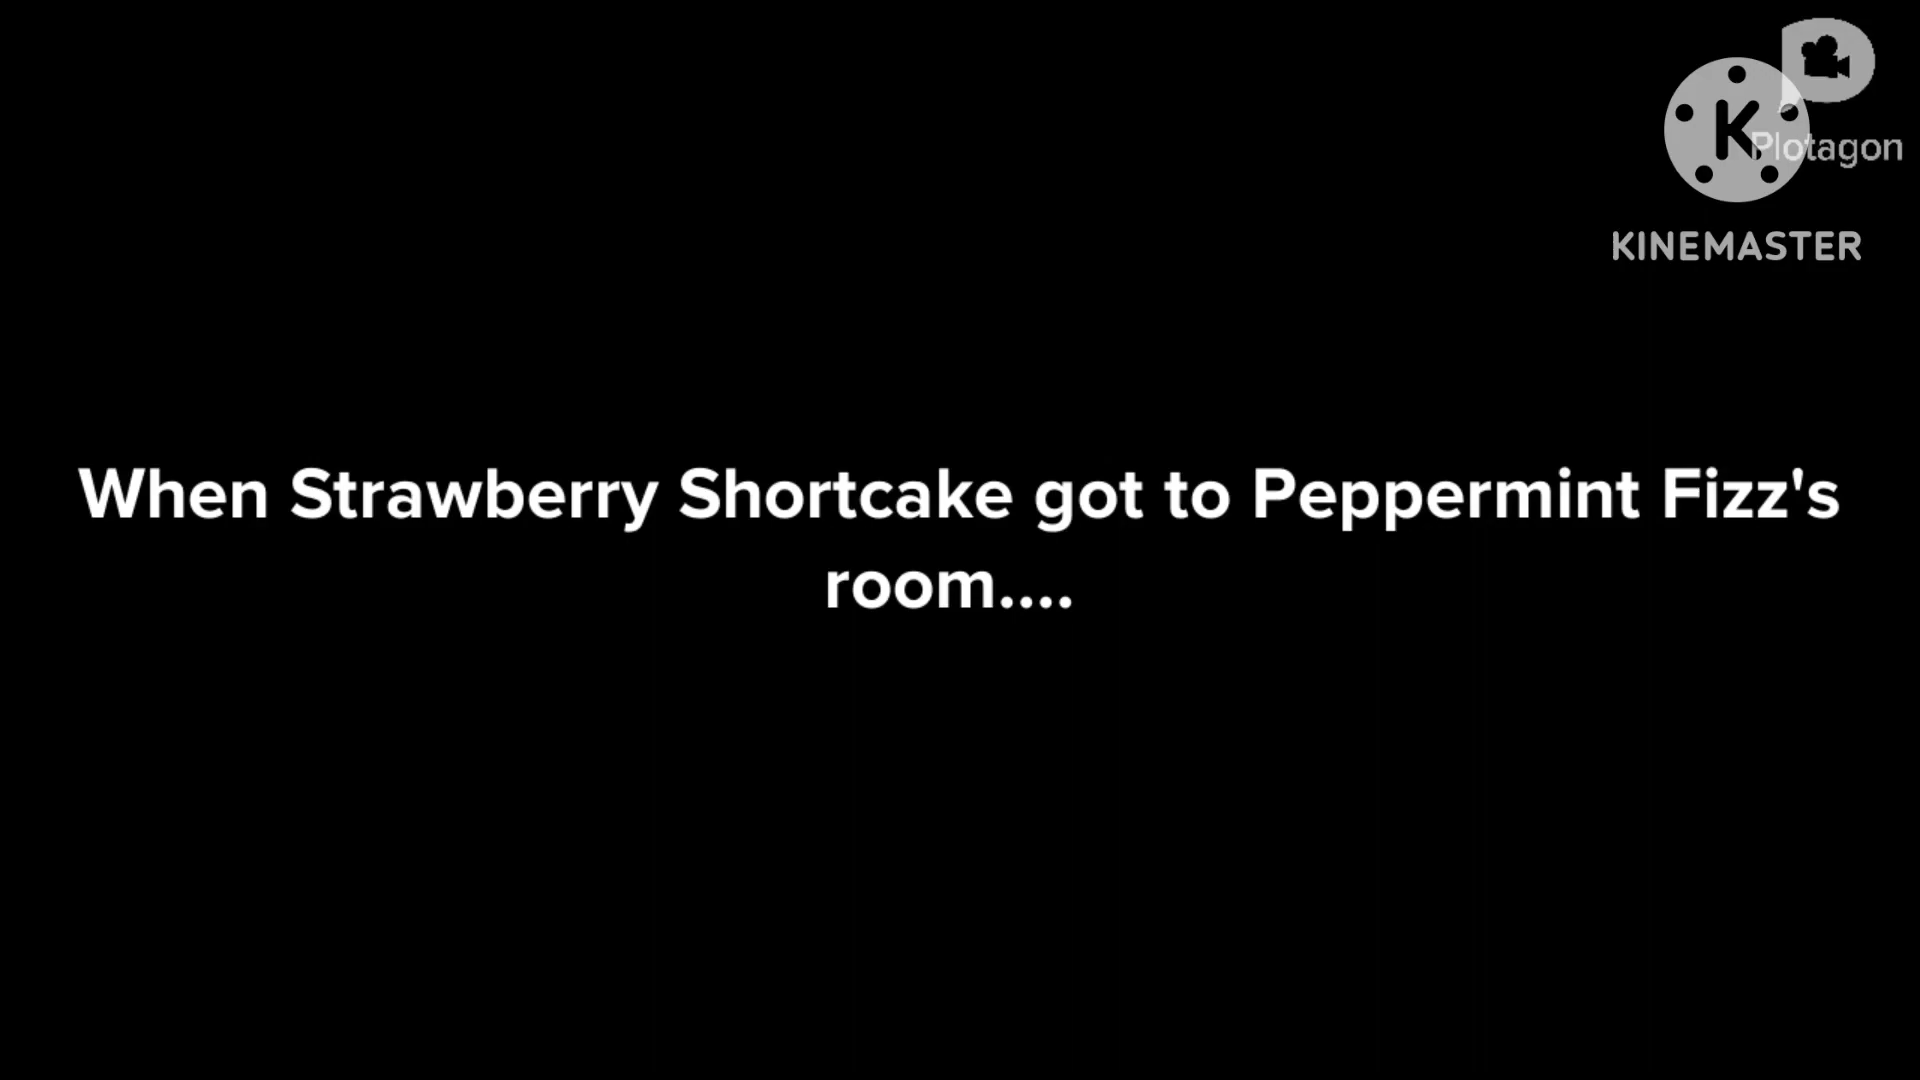 K
Plotagon
KINEMASTER
When Strawberry Shortcake got to Peppermint Fizz's
room....